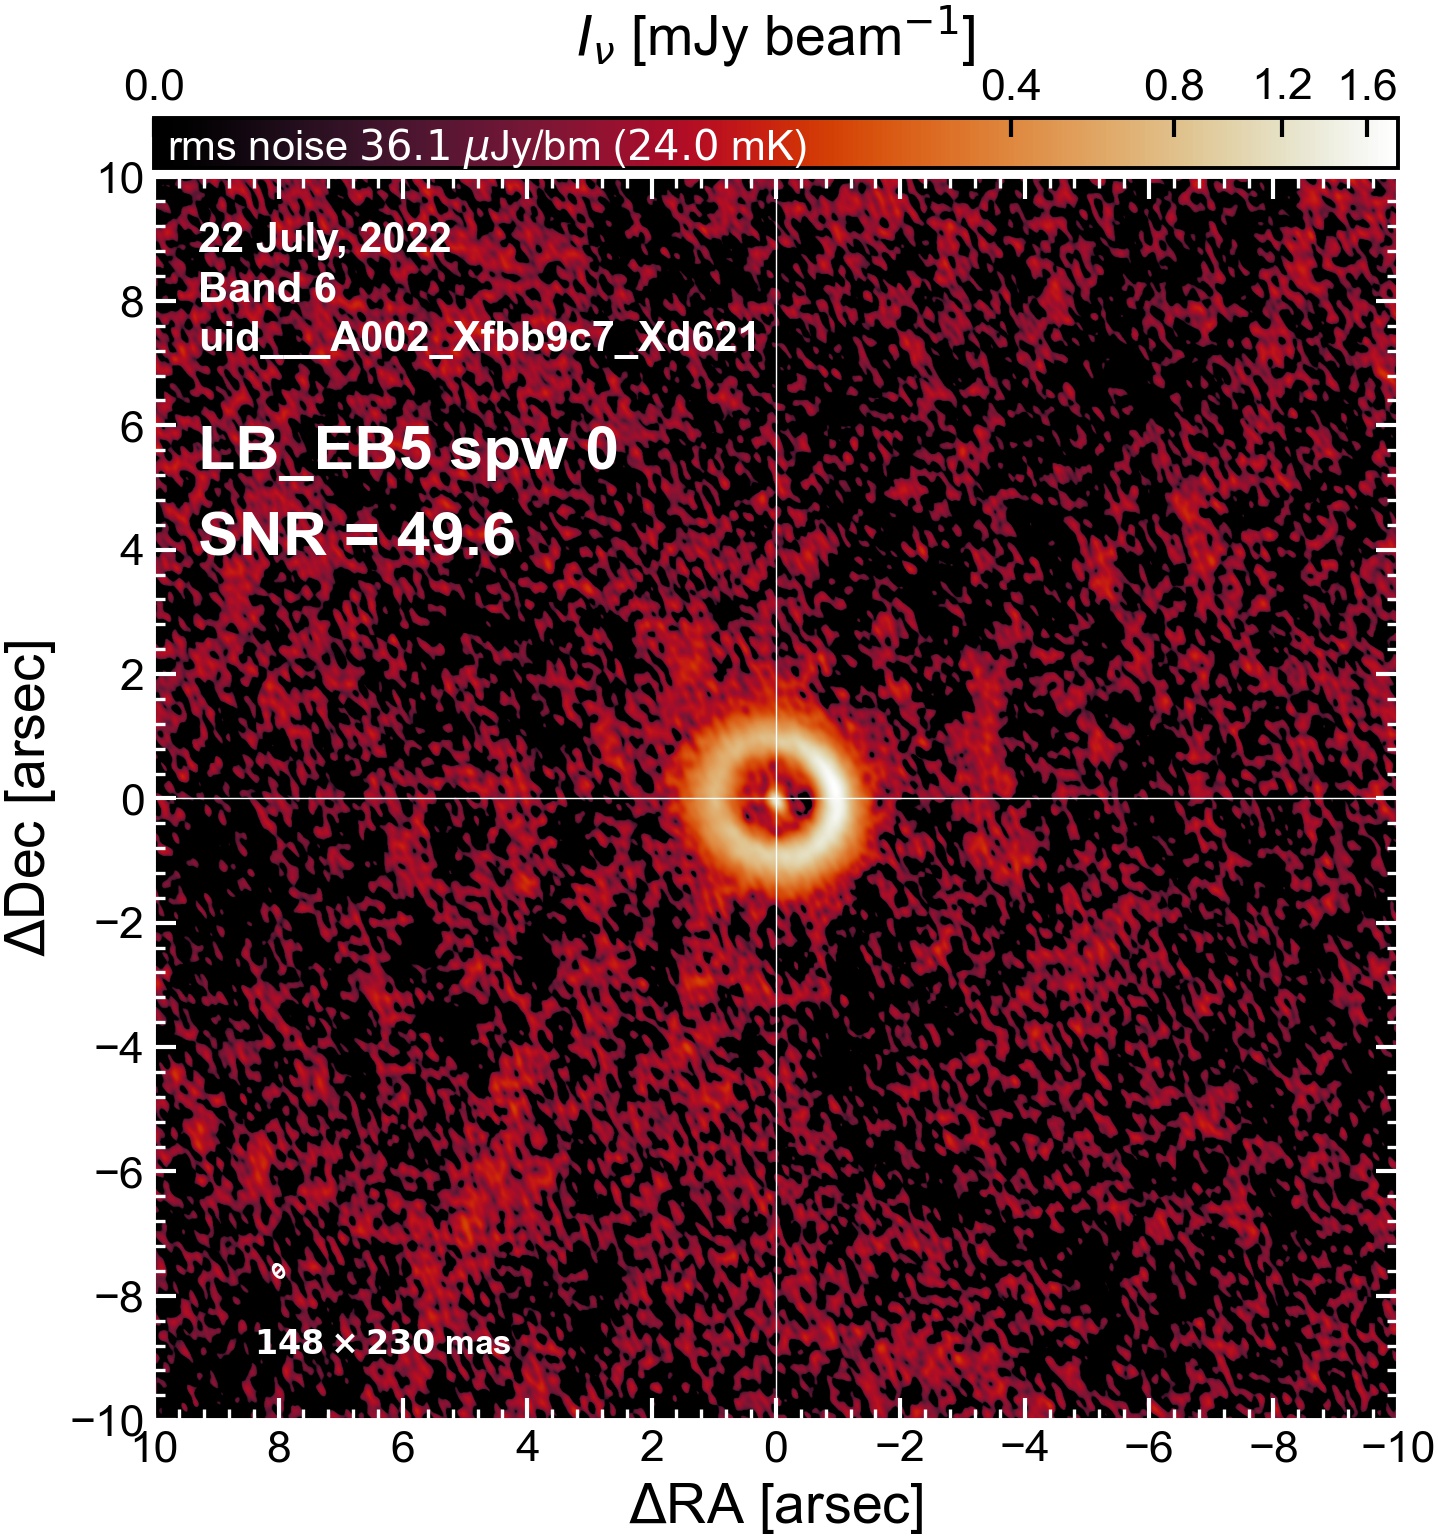 I_ν [mJy beam⁻¹]
0.0 0.4 0.8 1.2 1.6
rms noise 36.1 μJy/bm (24.0 mK)
22 July, 2022
Band 6
uid___A002_Xfbb9c7_Xd621
LB_EB5 spw 0
SNR = 49.6
148 × 230 mas
10
8
6
4
2
0
−2
−4
−6
−8
−10
ΔDec [arsec]
10 8 6 4 2 0 −2 −4 −6 −8 −10
ΔRA [arsec]